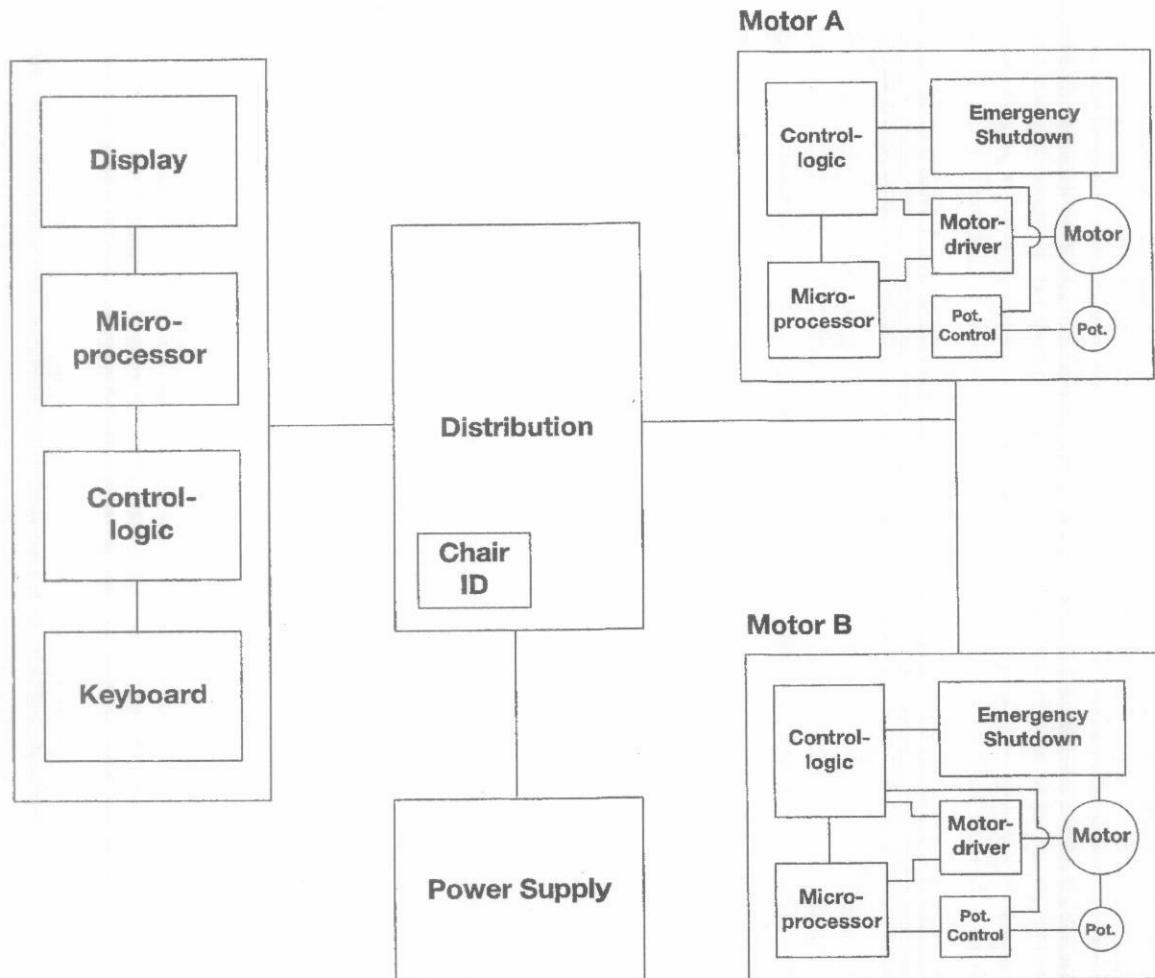 Display
Micro-
processor
Control-
logic
Keyboard
Distribution
Chair
ID
Power Supply
Motor A
Control-
logic
Emergency
Shutdown
Motor-
driver
Motor
Micro-
processor
Pot.
Control
Pot.
Motor B
Control-
logic
Emergency
Shutdown
Motor-
driver
Motor
Micro-
processor
Pot.
Control
Pot.